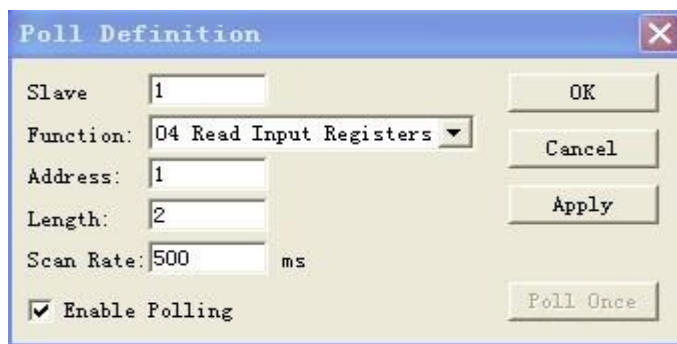 Poll Definition
Slave 1
OK
Function: 04 Read Input Registers
Cancel
Address: 1
Length: 2
Apply
Scan Rate: 500 ms
Enable Polling
Poll Once